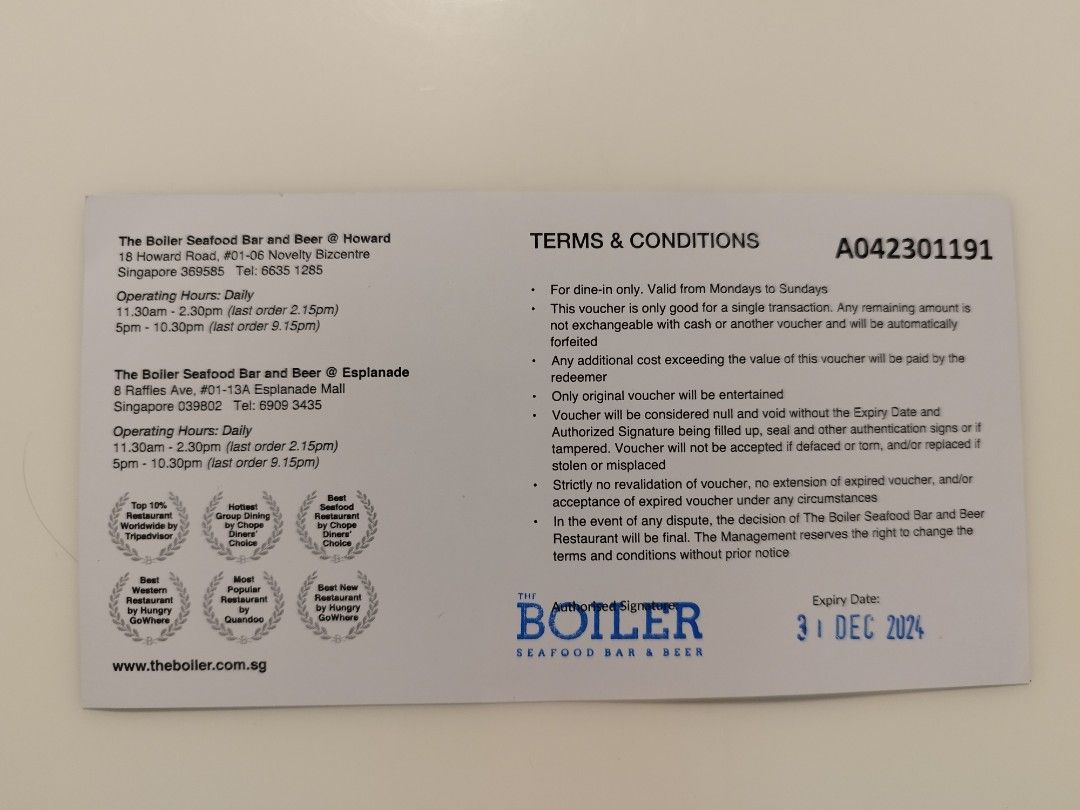 The Boiler Seafood Bar and Beer @ Howard
18 Howard Road, #01-06 Novelty Bizcentre
Singapore 369585 Tel: 6635 1285
Operating Hours: Daily
11.30am - 2.30pm (last order 2.15pm)
5pm - 10.30pm (last order 9.15pm)
The Boiler Seafood Bar and Beer @ Esplanade
8 Raffles Ave, #01-13A Esplanade Mall
Singapore 039802 Tel: 6909 3435
Operating Hours: Daily
11.30am - 2.30pm (last order 2.15pm)
5pm - 10.30pm (last order 9.15pm)
Top 10%
Restaurant
Worldwide by
Tripadvisor
Hottest
Group Dining
by Chope
Diners'
Choice
Best
Seafood
Restaurant
by Chope
Diners'
Choice
Best
Western
Restaurant
by Hungry
GoWhere
Most
Popular
Restaurant
by
Quandoo
Best New
Restaurant
by Hungry
GoWhere
www.theboiler.com.sg
TERMS & CONDITIONS
A042301191
• For dine-in only. Valid from Mondays to Sundays
• This voucher is only good for a single transaction. Any remaining amount is
not exchangeable with cash or another voucher and will be automatically
forfeited
• Any additional cost exceeding the value of this voucher will be paid by the
redeemer
• Only original voucher will be entertained
• Voucher will be considered null and void without the Expiry Date and
Authorized Signature being filled up, seal and other authentication signs or if
tampered. Voucher will not be accepted if defaced or torn, and/or replaced if
stolen or misplaced
• Strictly no revalidation of voucher, no extension of expired voucher, and/or
acceptance of expired voucher under any circumstances
• In the event of any dispute, the decision of The Boiler Seafood Bar and Beer
Restaurant will be final. The Management reserves the right to change the
terms and conditions without prior notice
Authorised Signature:
THE
BOILER
SEAFOOD BAR & BEER
Expiry Date:
31 DEC 2024